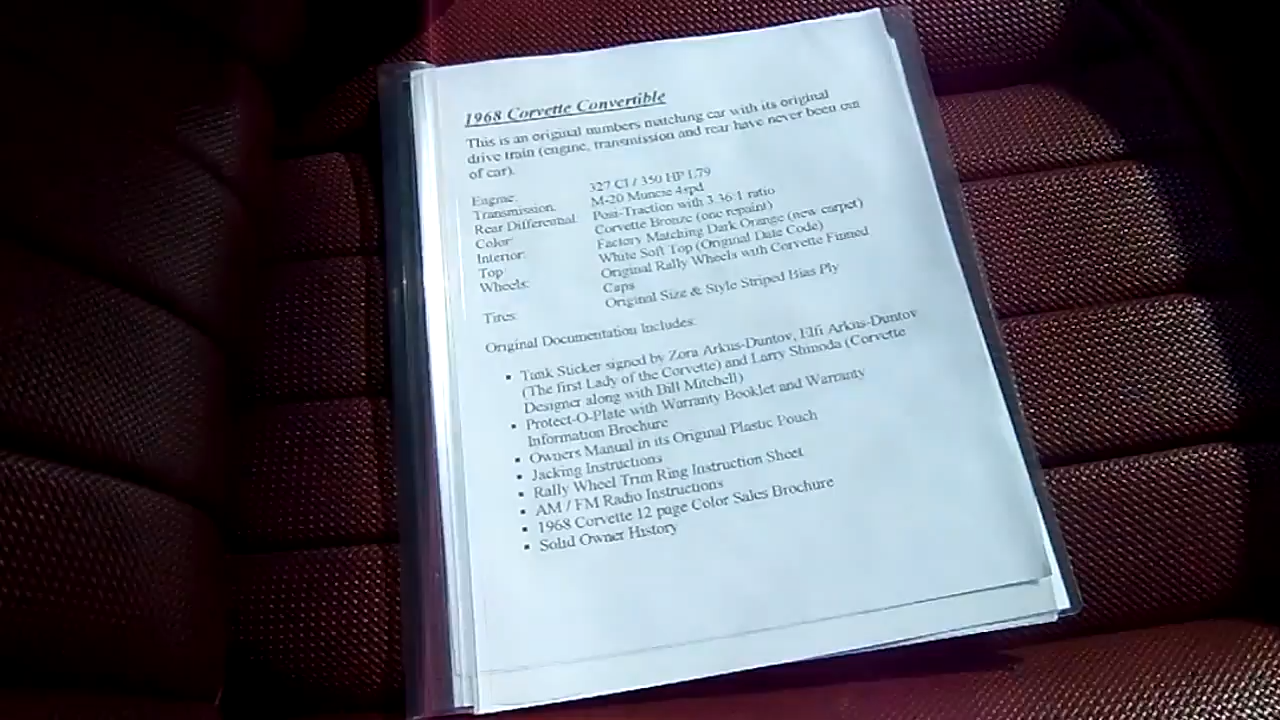 1968 Corvette Convertible
This is an original numbers matching car with its original
drive train (engine, transmission and rear have never been out
of car).
Engine: 327 CI / 350 HP L79
Transmission: M-20 Muncie 4spd
Rear Differential: Posi-Traction with 3.36:1 ratio
Color: Corvette Bronze (one repaint)
Interior: Factory Matching Dark Orange (new carpet)
Top: White Soft Top (Original Date Code)
Wheels: Original Rally Wheels with Corvette Finned
Caps
Tires: Original Size & Style Striped Bias Ply
Original Documentation Includes:
• Tank Sticker signed by Zora Arkus-Duntov, Elfi Arkus-Duntov
(The first Lady of the Corvette) and Larry Shinoda (Corvette
Designer along with Bill Mitchell)
• Protect-O-Plate with Warranty Booklet and Warranty
Information Brochure
• Owners Manual in its Original Plastic Pouch
• Jacking Instructions
• Rally Wheel Trim Ring Instruction Sheet
• AM / FM Radio Instructions
• 1968 Corvette 12 page Color Sales Brochure
• Solid Owner History